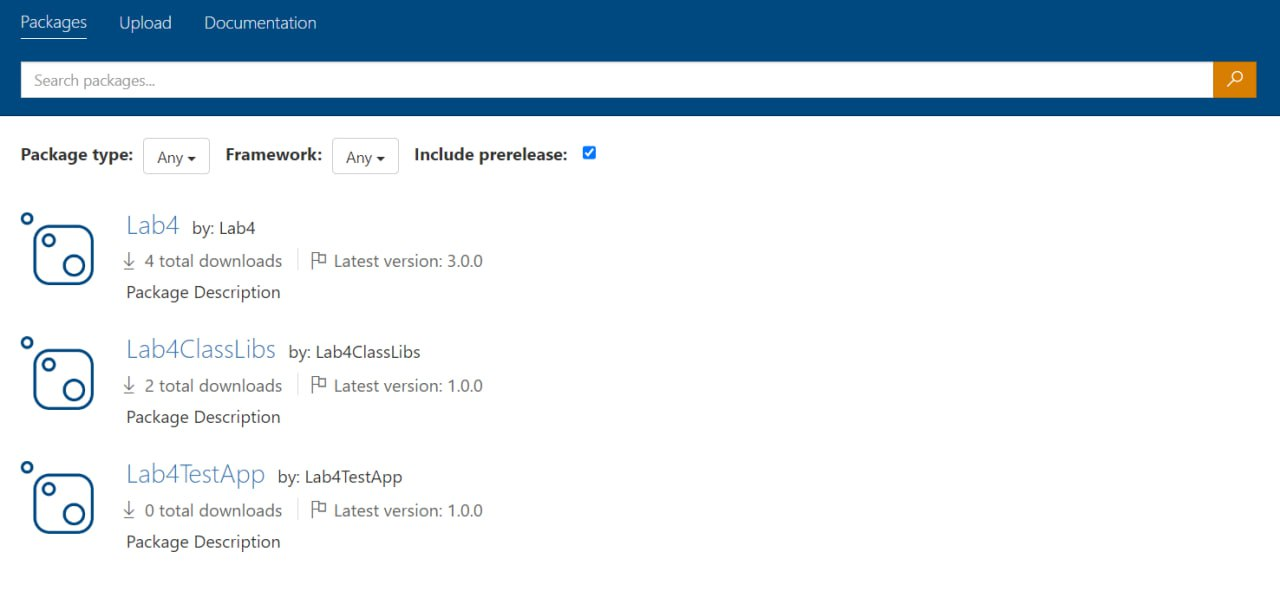 Packages Upload Documentation
Search packages...
Package type: Any Framework: Any Include prerelease:
Lab4 by: Lab4
4 total downloads Latest version: 3.0.0
Package Description
Lab4ClassLibs by: Lab4ClassLibs
2 total downloads Latest version: 1.0.0
Package Description
Lab4TestApp by: Lab4TestApp
0 total downloads Latest version: 1.0.0
Package Description